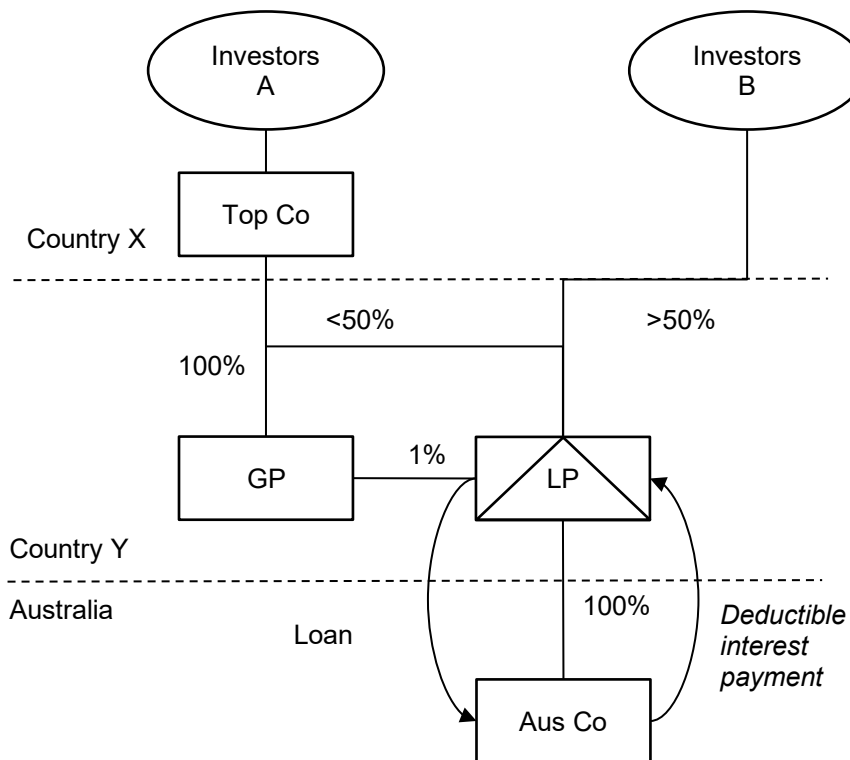 Investors
A
Investors
B
Top Co
Country X
<50%
>50%
100%
GP
1%
LP
Country Y
Australia
100%
Loan
Deductible
interest
payment
Aus Co